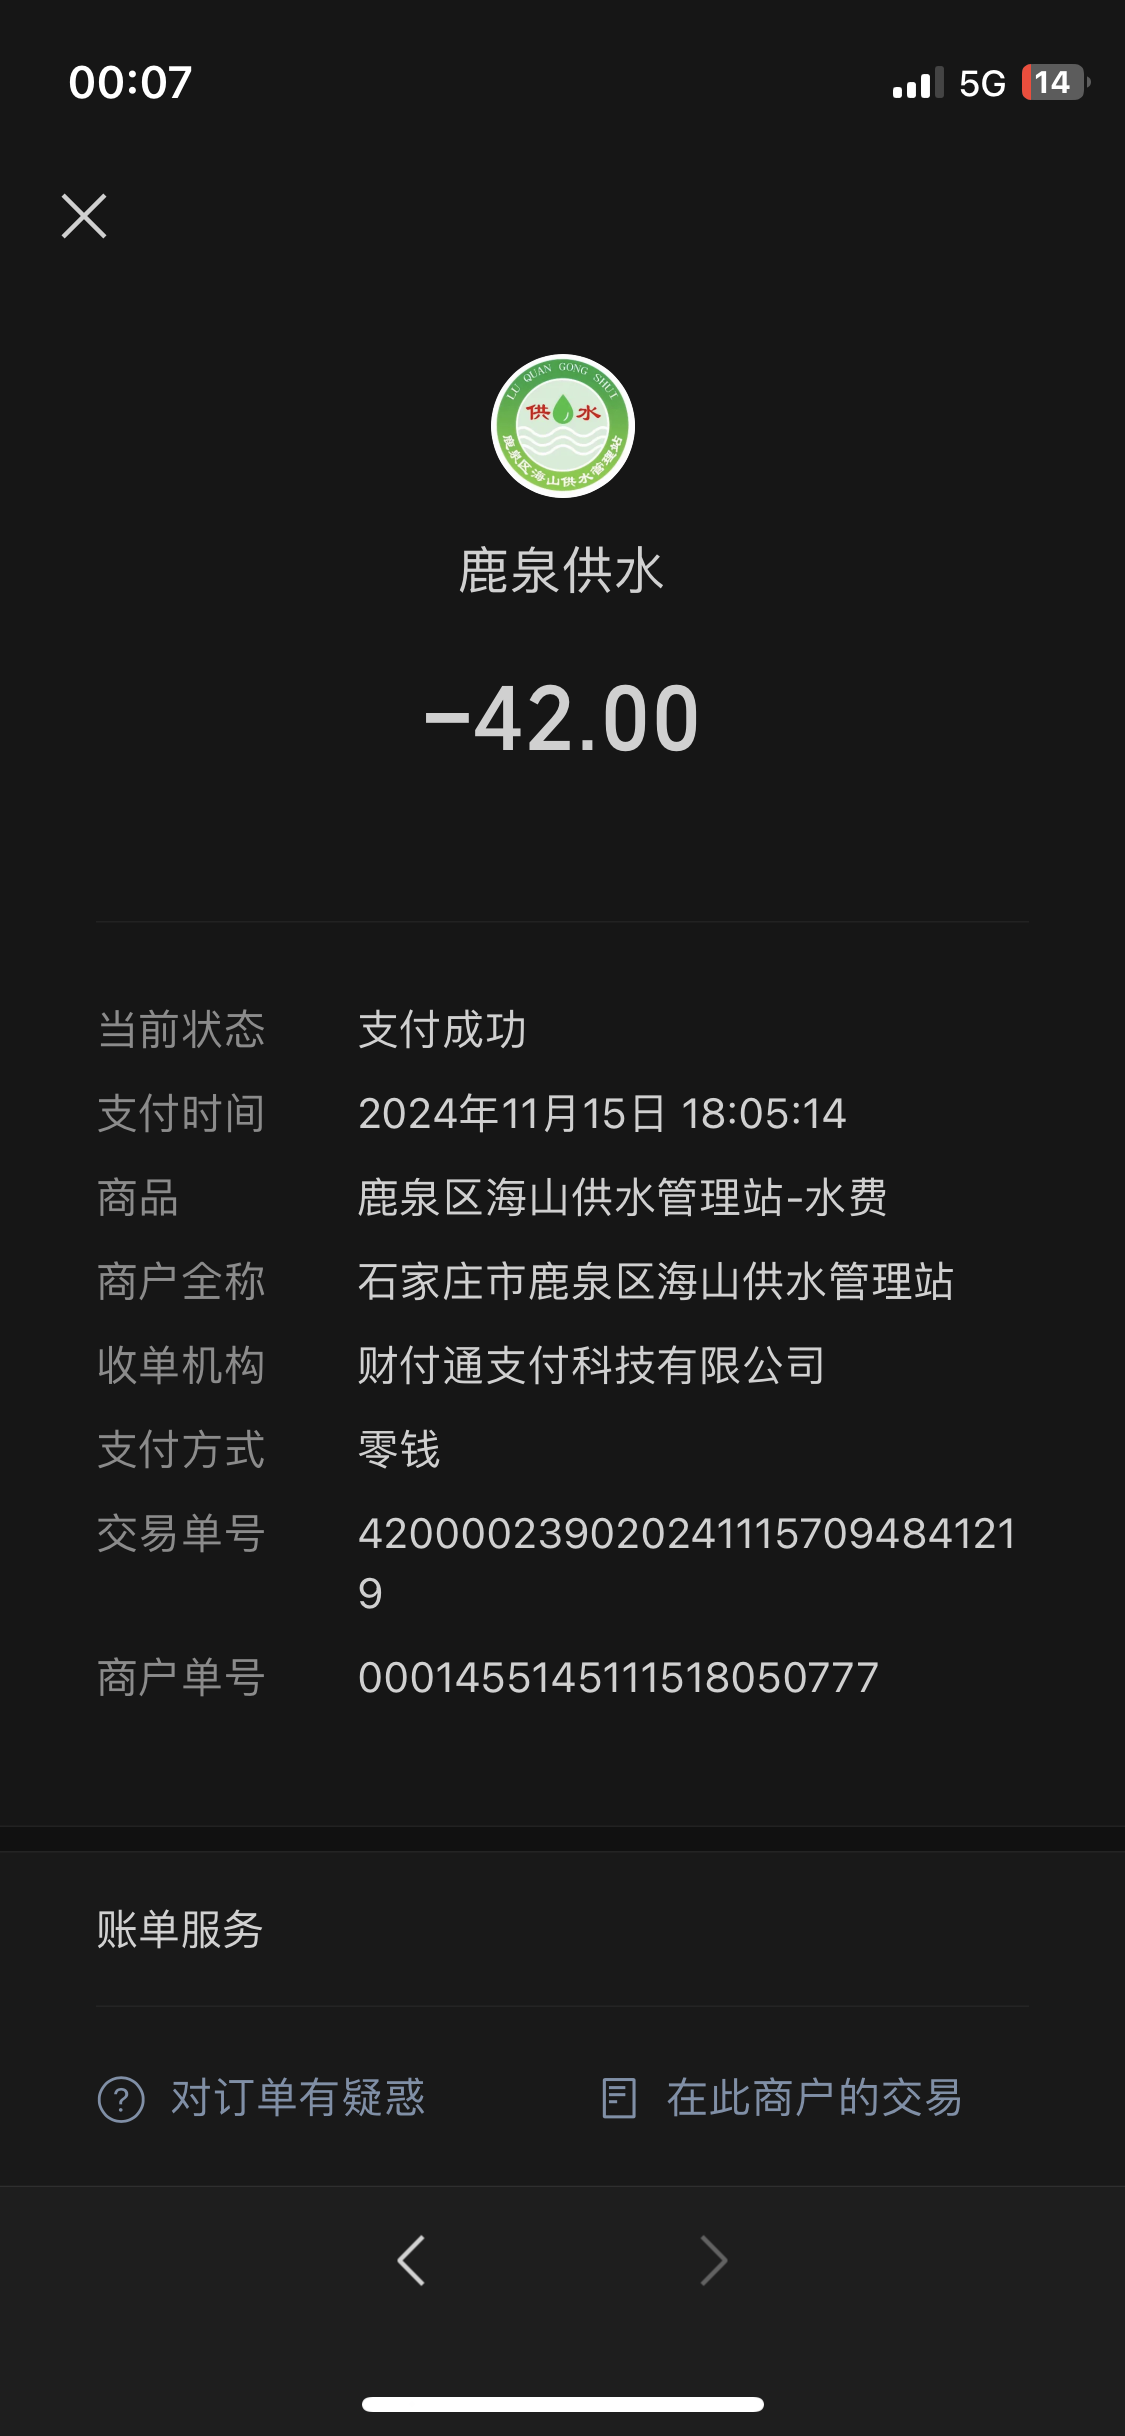 00:07
5G 14
LU QUAN GONG SHUI
供水
鹿泉区海山供水管理站
鹿泉供水
-42.00
当前状态 支付成功
支付时间 2024年11月15日 18:05:14
商品 鹿泉区海山供水管理站-水费
商户全称 石家庄市鹿泉区海山供水管理站
收单机构 财付通支付科技有限公司
支付方式 零钱
交易单号 420000239020241115709484121
9
商户单号 00014551451111518050777
账单服务
对订单有疑惑 在此商户的交易